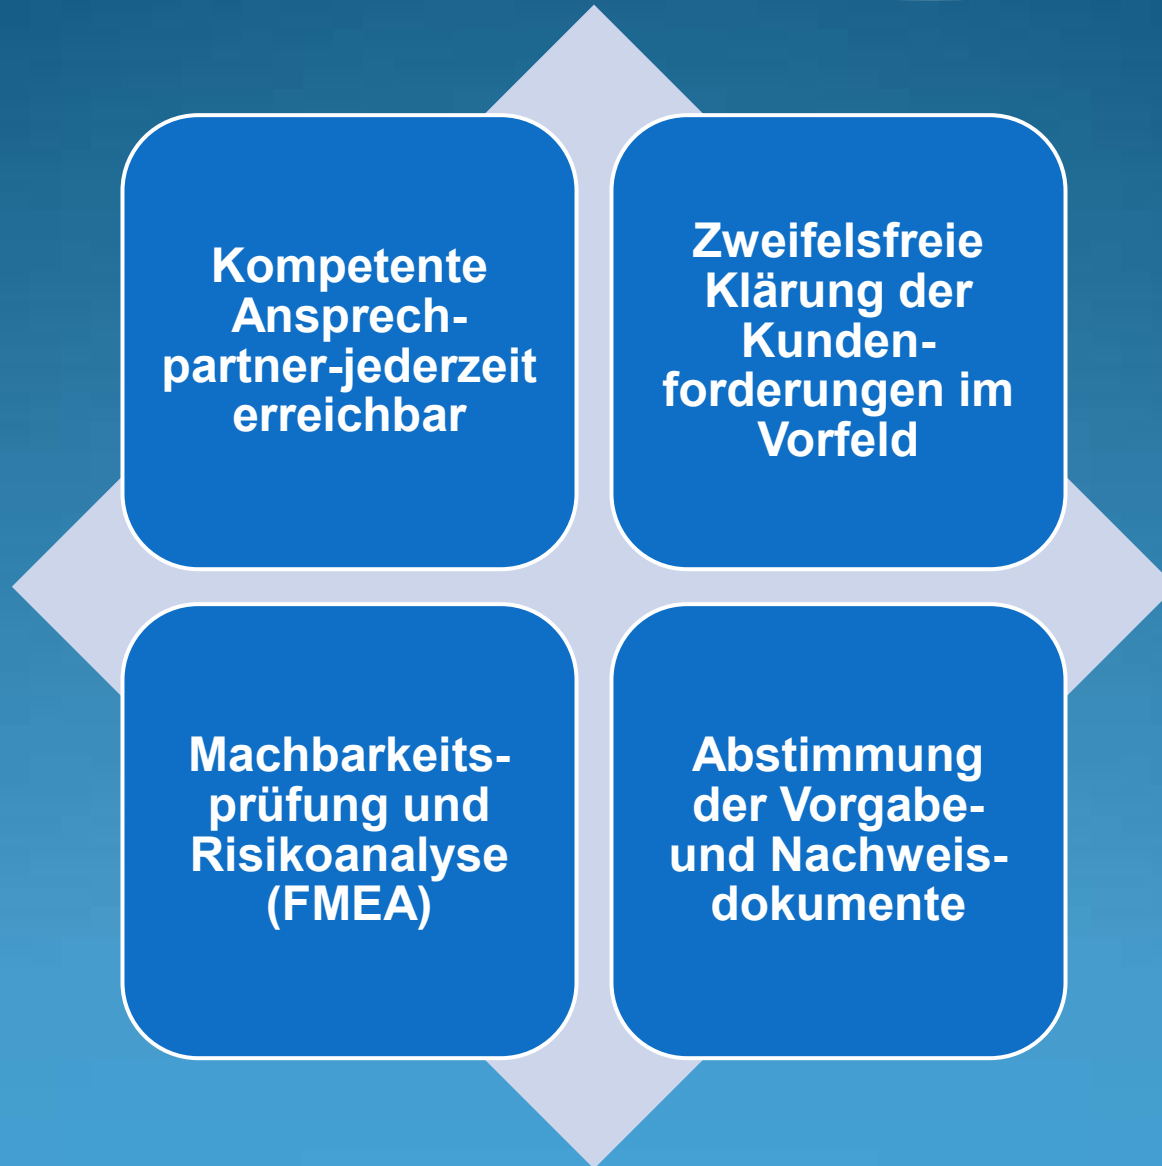 Kompetente
Ansprech-
partner-jederzeit
erreichbar
Zweifelsfreie
Klärung der
Kunden-
forderungen im
Vorfeld
Machbarkeits-
prüfung und
Risikoanalyse
(FMEA)
Abstimmung
der Vorgabe-
und Nachweis-
dokumente